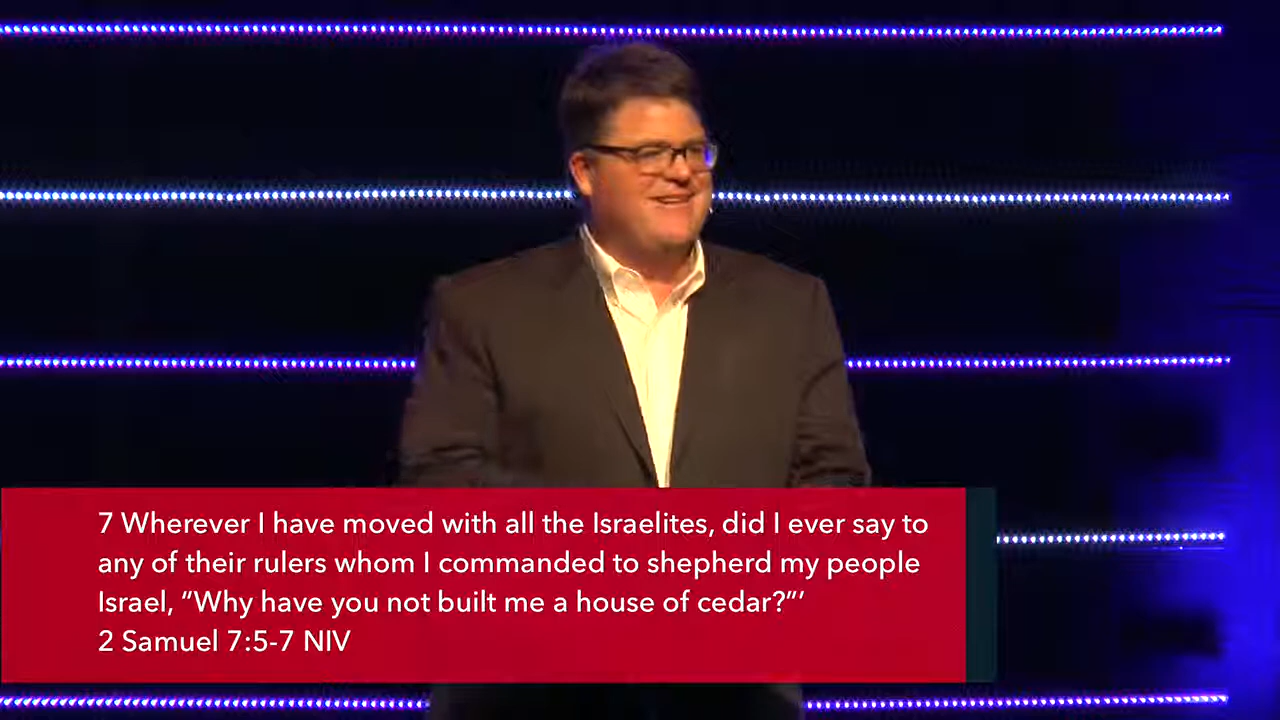 7 Wherever I have moved with all the Israelites, did I ever say to
any of their rulers whom I commanded to shepherd my people
Israel, “Why have you not built me a house of cedar?”’
2 Samuel 7:5-7 NIV